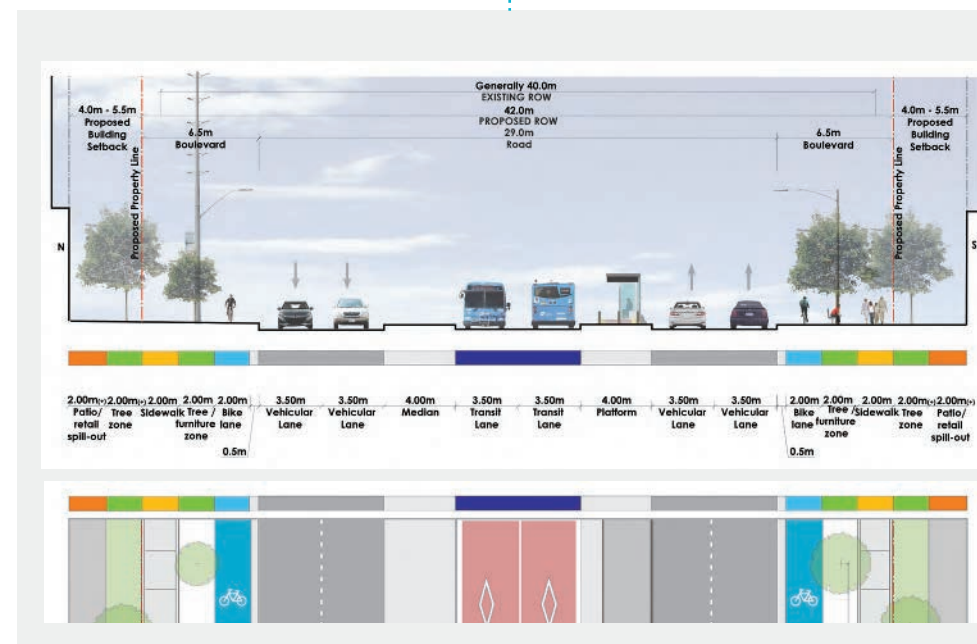 Generally 40.0m
EXISTING ROW
42.0m
PROPOSED ROW
29.0m
Road
4.0m - 5.5m
Proposed
Building
Setback
Proposed Property Line
6.5m
Boulevard
6.5m
Boulevard
Proposed Property Line
4.0m - 5.5m
Proposed
Building
Setback
N
S
2.00m(+) 2.00m(+) 2.00m 2.00m 2.00m 3.50m 3.50m 4.00m 3.50m 3.50m 4.00m 3.50m 3.50m 2.00m 2.00m 2.00m 2.00m(+) 2.00m(+)
Patio/ Tree Sidewalk Tree / Bike Vehicular Vehicular Median Transit Transit Platform Vehicular Vehicular Bike Tree / Sidewalk Tree Patio/
retail zone furniture lane Lane Lane Lane Lane Lane Lane lane furniture zone retail
spill-out zone zone spill-out
0.5m 0.5m